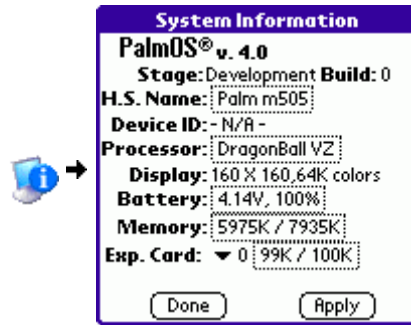 System Information
PalmOS® v. 4.0
Stage: Development Build: 0
H.S. Name: Palm m505
Device ID: - N/A -
Processor: DragonBall VZ
Display: 160 X 160,64K colors
Battery: 4.14V, 100%
Memory: 5975K / 7935K
Exp. Card: 0 99K / 100K
Done Apply